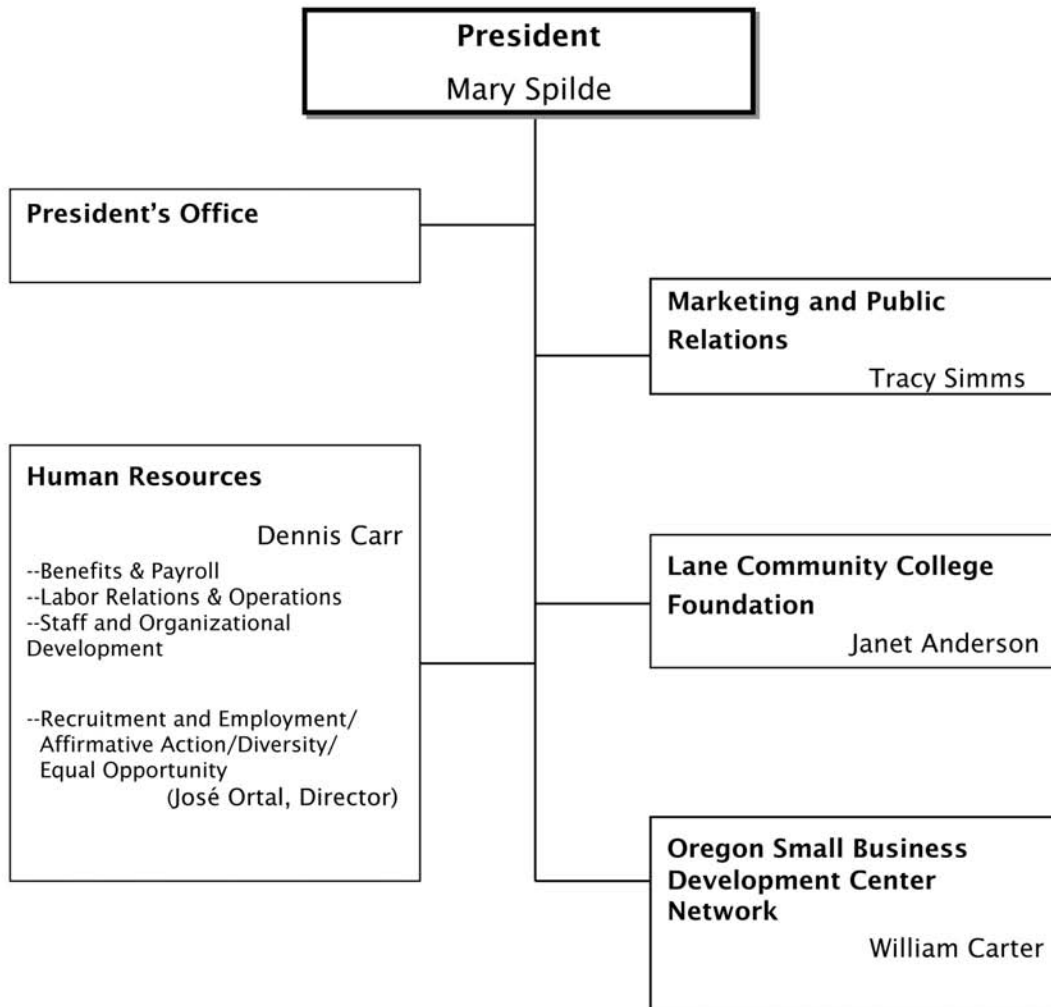 President
Mary Spilde
President’s Office
Marketing and Public
Relations
Tracy Simms
Human Resources
Dennis Carr
--Benefits & Payroll
--Labor Relations & Operations
--Staff and Organizational
Development
--Recruitment and Employment/
Affirmative Action/Diversity/
Equal Opportunity
(José Ortal, Director)
Lane Community College
Foundation
Janet Anderson
Oregon Small Business
Development Center
Network
William Carter